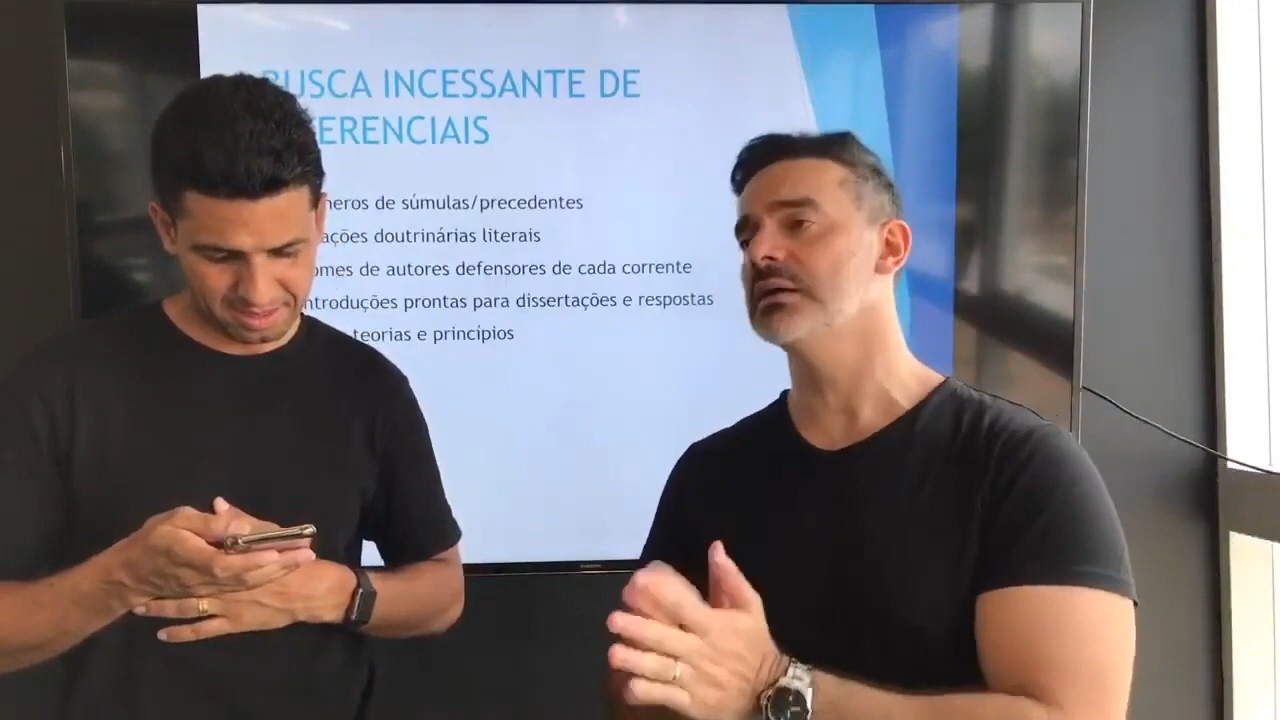 BUSCA INCESSANTE DE
ERENCIAIS
neros de súmulas/precedentes
ações doutrinárias literais
omes de autores defensores de cada corrente
ntroduções prontas para dissertações e respostas
teorias e princípios